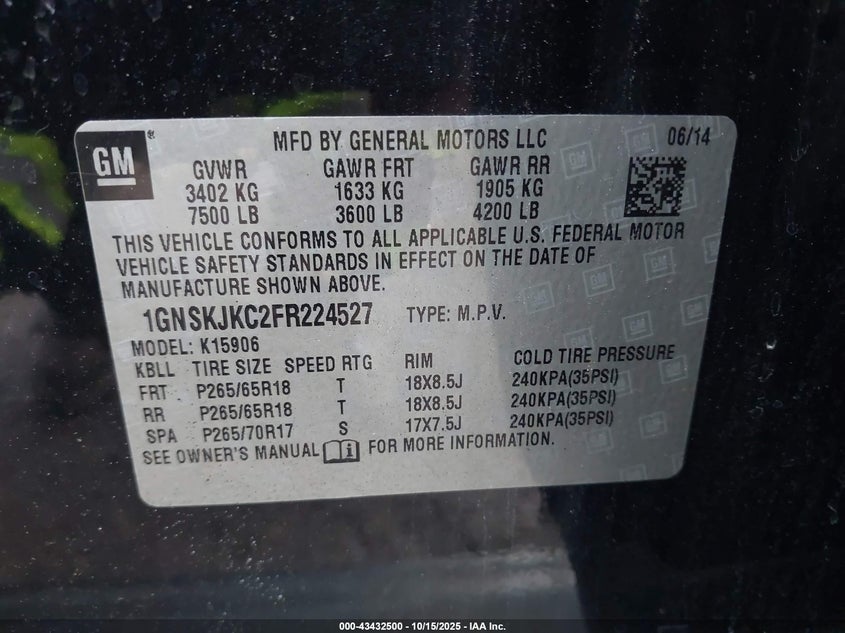 GM
MFD BY GENERAL MOTORS LLC 06/14
GVWR GAWR FRT GAWR RR
3402 KG 1633 KG 1905 KG
7500 LB 3600 LB 4200 LB
THIS VEHICLE CONFORMS TO ALL APPLICABLE U.S. FEDERAL MOTOR
VEHICLE SAFETY STANDARDS IN EFFECT ON THE DATE OF
MANUFACTURE SHOWN ABOVE.
1GNSKJKC2FR224527 TYPE: M.P.V.
MODEL: K15906
KBLL TIRE SIZE SPEED RTG RIM COLD TIRE PRESSURE
FRT P265/65R18 T 18X8.5J 240KPA(35PSI)
RR P265/65R18 T 18X8.5J 240KPA(35PSI)
SPA P265/70R17 S 17X7.5J 240KPA(35PSI)
SEE OWNER'S MANUAL FOR MORE INFORMATION.
000-43432500 - 10/15/2025 - IAA Inc.